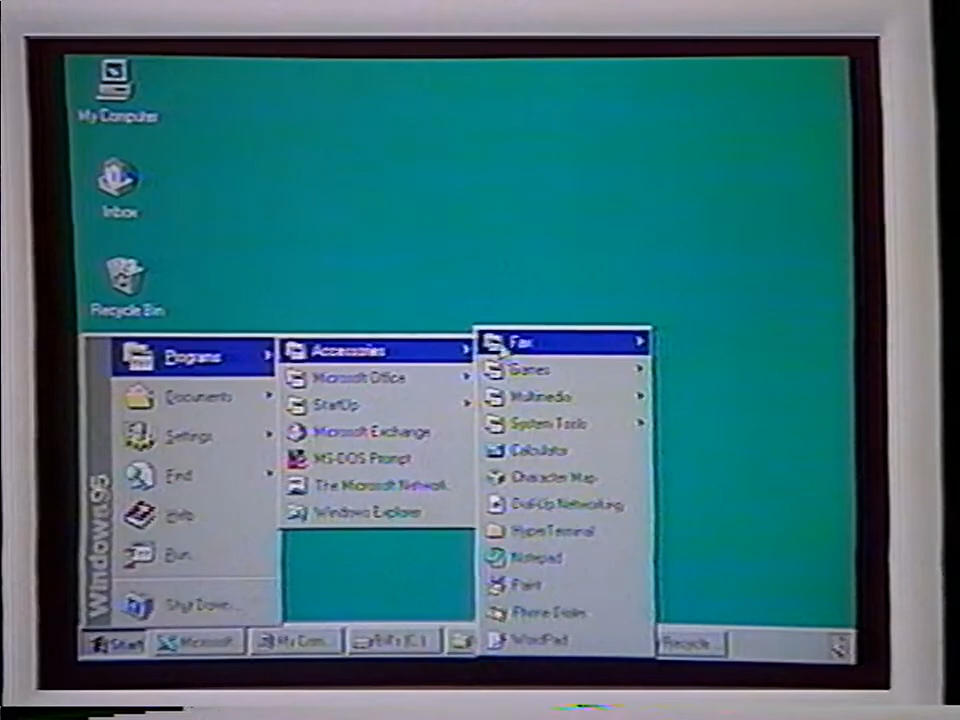 My Computer
Inbox
Recycle Bin
Programs
Documents
Settings
Find
Help
Run...
Shut Down...
Windows95
Accessories
Microsoft Office
StartUp
Microsoft Exchange
MS-DOS Prompt
The Microsoft Network
Windows Explorer
Fax
Games
Multimedia
System Tools
Calculator
Character Map
Dial-Up Networking
HyperTerminal
Notepad
Paint
Phone Dialer
WordPad
Start
Microsoft
My Com...
Bill's (C:)
Recycle